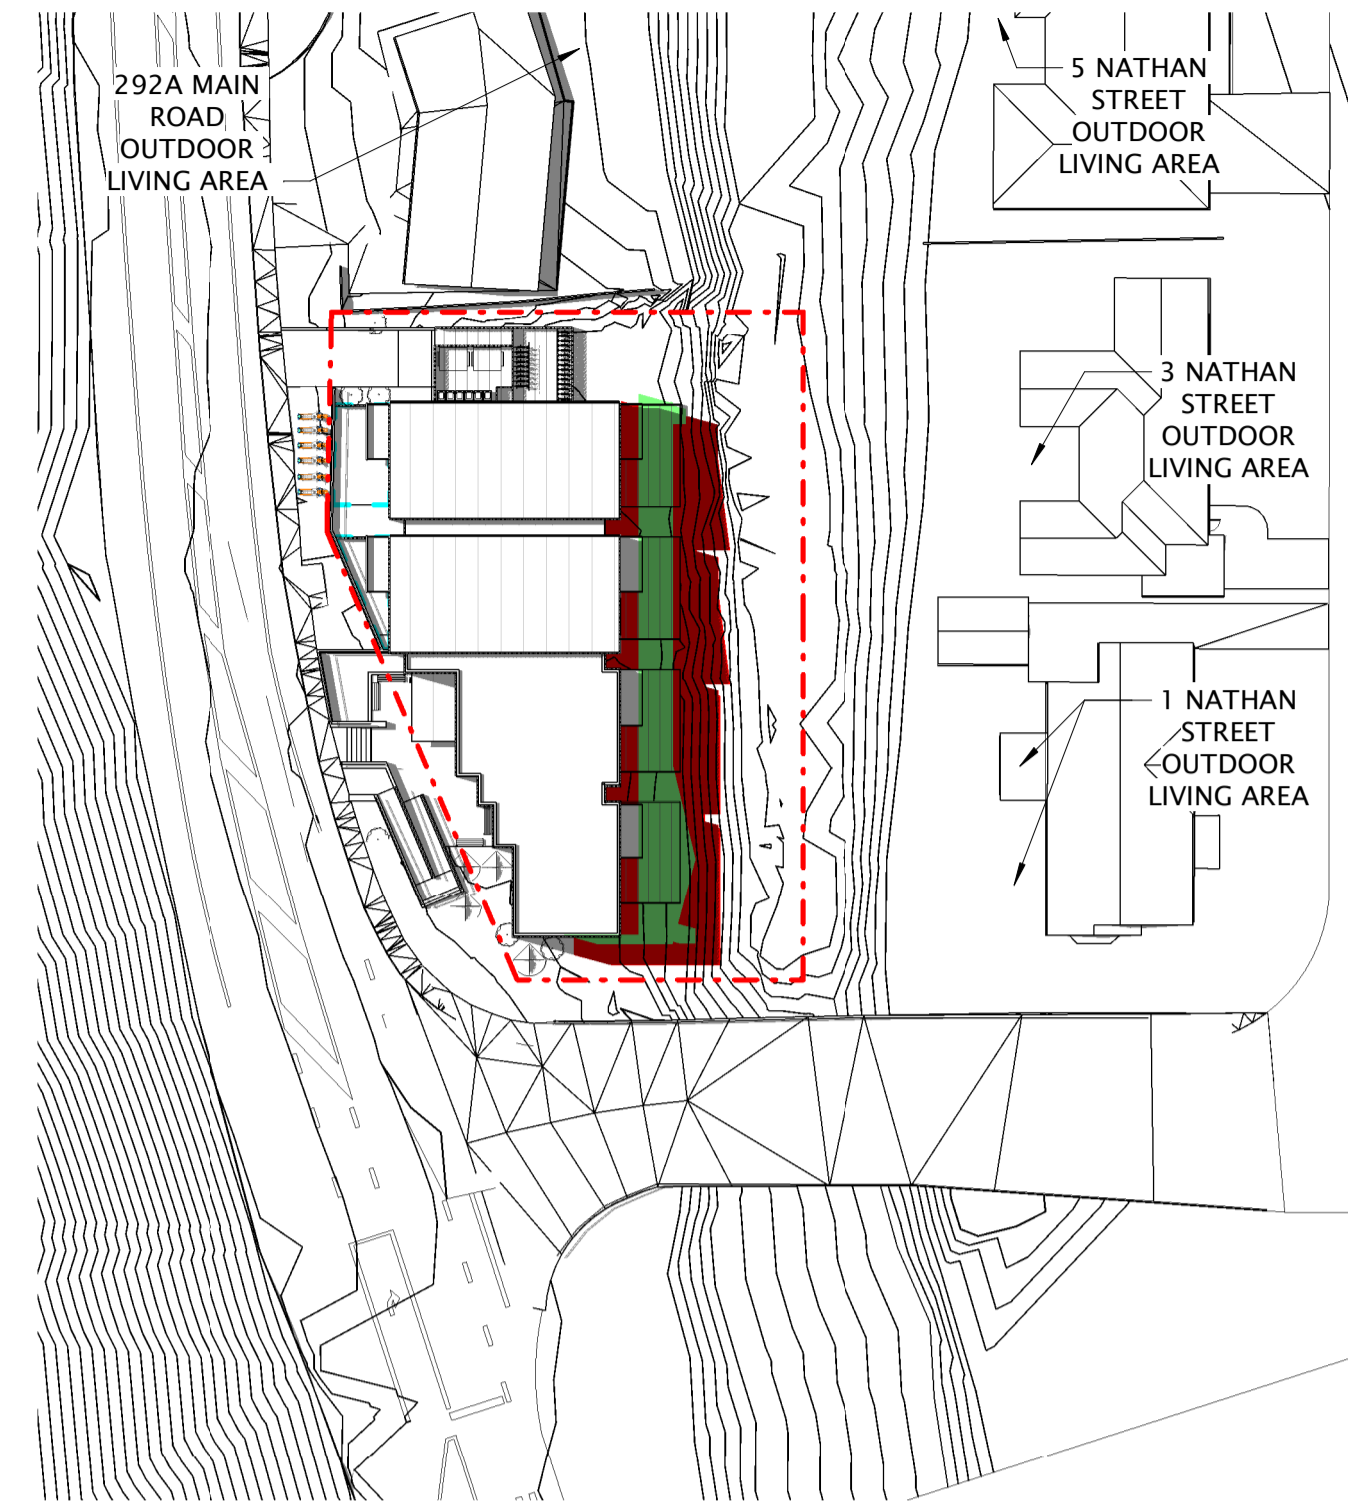 292A MAIN
ROAD
OUTDOOR
LIVING AREA
5 NATHAN
STREET
OUTDOOR
LIVING AREA
3 NATHAN
STREET
OUTDOOR
LIVING AREA
1 NATHAN
STREET
OUTDOOR
LIVING AREA